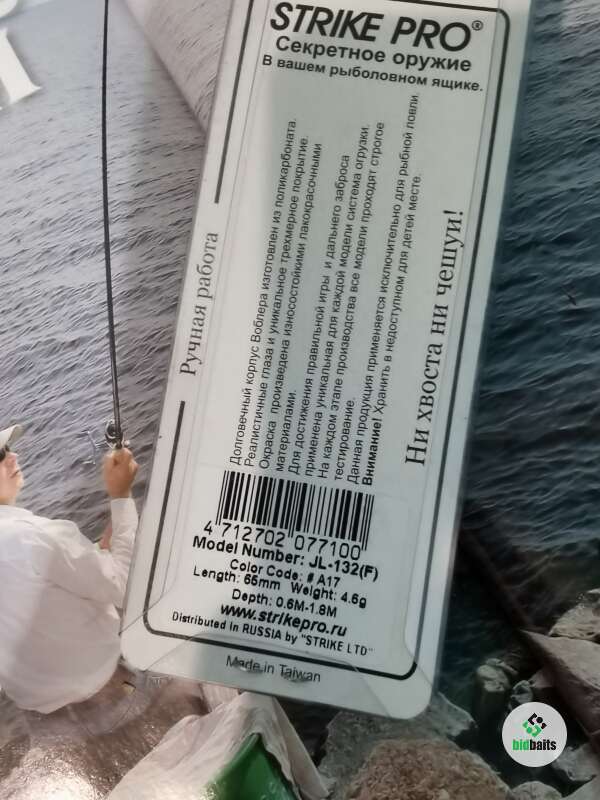 STRIKE PRO®
Секретное оружие
В вашем рыболовном ящике.
Ручная работа
Долговечный корпус Воблера изготовлен из поликарбоната.
Реалистичные глаза и уникальное трехмерное покрытие.
Окраска произведена износостойкими лакокрасочными
материалами.
Для достижения правильной игры и дальнего заброса
применена уникальная для каждой модели система огрузки.
На каждом этапе производства все модели проходят строгое
тестирование.
Данная продукция применяется исключительно для рыбной ловли.
Внимание! Хранить в недоступном для детей месте.
Ни хвоста ни чешуи!
4 712702 077100
Model Number: JL-132(F)
Color Code: # A17
Length: 65mm Weight: 4.6g
Depth: 0.6M-1.8M
www.strikepro.ru
Distributed in RUSSIA by "STRIKE LTD"
Made in Taiwan
bidbaits